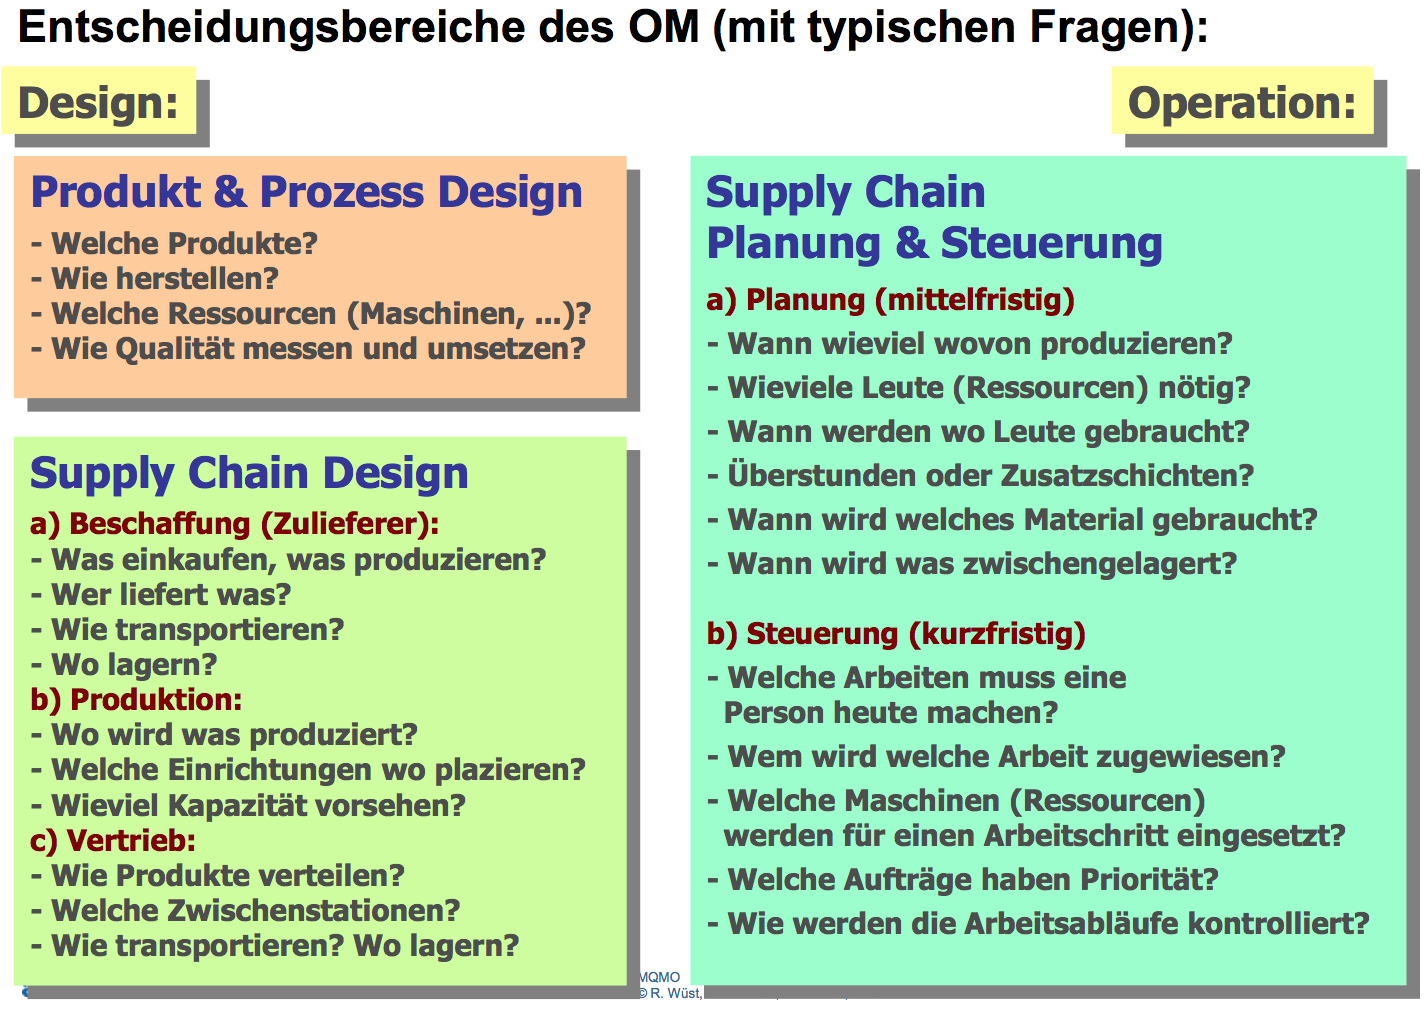 Entscheidungsbereiche des OM (mit typischen Fragen):
Design:
Produkt & Prozess Design
- Welche Produkte?
- Wie herstellen?
- Welche Ressourcen (Maschinen, ...)?
- Wie Qualität messen und umsetzen?
Supply Chain Design
a) Beschaffung (Zulieferer):
- Was einkaufen, was produzieren?
- Wer liefert was?
- Wie transportieren?
- Wo lagern?
b) Produktion:
- Wo wird was produziert?
- Welche Einrichtungen wo plazieren?
- Wieviel Kapazität vorsehen?
c) Vertrieb:
- Wie Produkte verteilen?
- Welche Zwischenstationen?
- Wie transportieren? Wo lagern?
Operation:
Supply Chain
Planung & Steuerung
a) Planung (mittelfristig)
- Wann wieviel wovon produzieren?
- Wieviele Leute (Ressourcen) nötig?
- Wann werden wo Leute gebraucht?
- Überstunden oder Zusatzschichten?
- Wann wird welches Material gebraucht?
- Wann wird was zwischengelagert?
b) Steuerung (kurzfristig)
- Welche Arbeiten muss eine
Person heute machen?
- Wem wird welche Arbeit zugewiesen?
- Welche Maschinen (Ressourcen)
werden für einen Arbeitschritt eingesetzt?
- Welche Aufträge haben Priorität?
- Wie werden die Arbeitsabläufe kontrolliert?
MQMO
© R. Wüst,